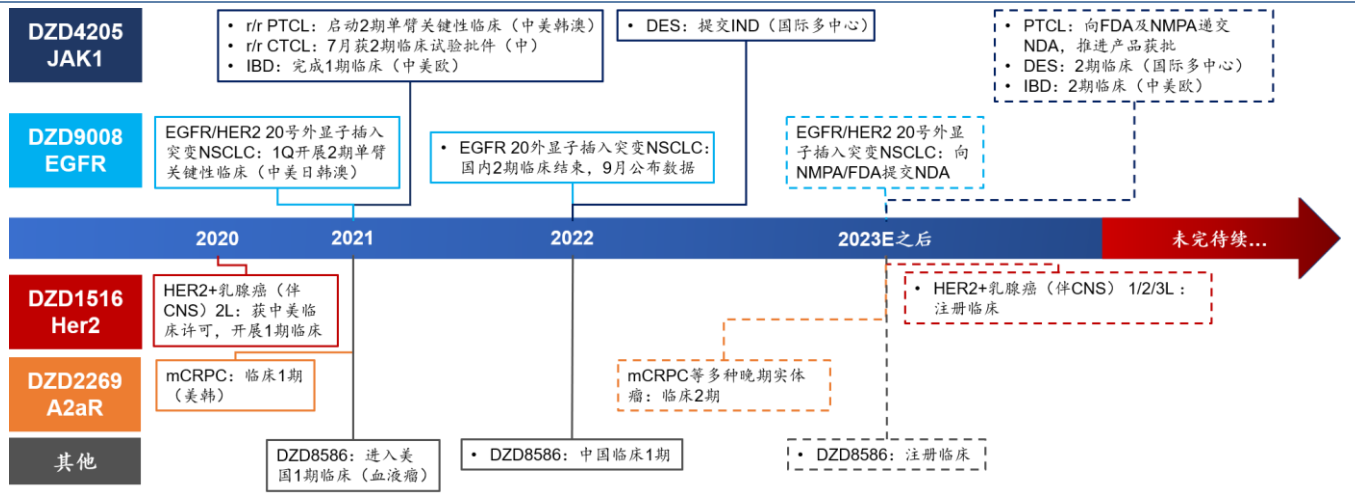 DZD4205
JAK1
• r/r PTCL：启动2期单臂关键性临床（中美韩澳）
• r/r CTCL：7月获2期临床试验批件（中）
• IBD：完成1期临床（中美欧）
• DES：提交IND（国际多中心）
• PTCL：向FDA及NMPA递交
NDA，推进产品获批
• DES：2期临床（国际多中心）
• IBD：2期临床（中美欧）
DZD9008
EGFR
EGFR/HER2 20号外显子插入
突变NSCLC：1Q开展2期单臂
关键性临床（中美日韩澳）
• EGFR 20外显子插入突变NSCLC：
国内2期临床结束，9月公布数据
EGFR/HER2 20号外显
子插入突变NSCLC：向
NMPA/FDA提交NDA
2020
2021
2022
2023E之后
未完待续...
DZD1516
Her2
HER2+乳腺癌（伴
CNS）2L：获中美临
床许可，开展1期临床
• HER2+乳腺癌（伴CNS） 1/2/3L：
注册临床
DZD2269
A2aR
mCRPC：临床1期
（美韩）
mCRPC等多种晚期实体
瘤：临床2期
其他
DZD8586：进入美
国1期临床（血液瘤）
• DZD8586：中国临床1期
• DZD8586：注册临床